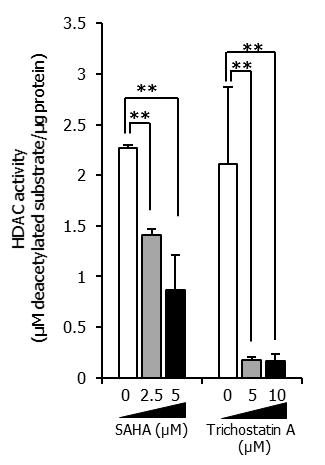 HDAC activity
(µM deacetylated substrate/µg protein)
3.5
3
2.5
2
1.5
1
0.5
0
**
**
**
**
0 2.5 5
0 5 10
SAHA (µM)
Trichostatin A
(µM)